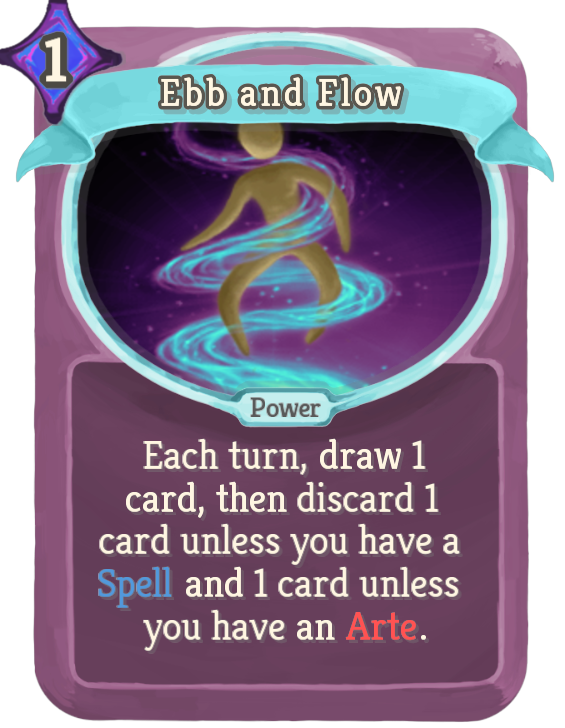 1
Ebb and Flow
Power
Each turn, draw 1
card, then discard 1
card unless you have a
Spell and 1 card unless
you have an Arte.